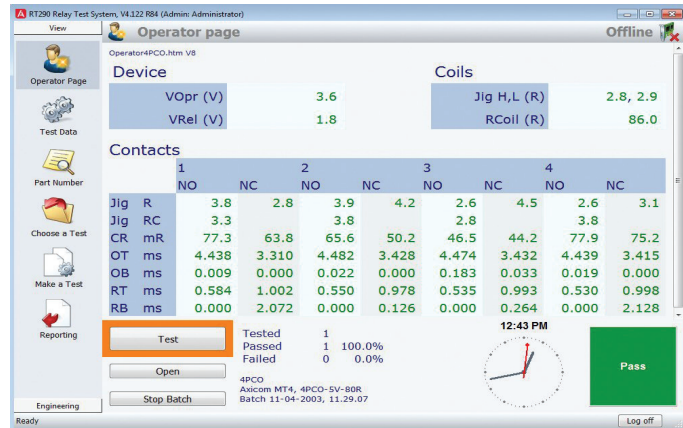 RT290 Relay Test System, V4.122 R84 (Admin: Administrator)
View
Operator page
Offline
Operator4PCO.htm V8
Operator Page
Test Data
Part Number
Choose a Test
Make a Test
Reporting
Engineering
Device
VOpr (V) 3.6
VRel (V) 1.8
Coils
Jig H,L (R) 2.8, 2.9
RCoil (R) 86.0
Contacts
1 2 3 4
NO NC NO NC NO NC NO NC
Jig R 3.8 2.8 3.9 4.2 2.6 4.5 2.6 3.1
Jig RC 3.3 3.8 2.8 3.8
CR mR 77.3 63.8 65.6 50.2 46.5 44.2 77.9 75.2
OT ms 4.438 3.310 4.482 3.428 4.474 3.432 4.439 3.415
OB ms 0.009 0.000 0.022 0.000 0.183 0.033 0.019 0.000
RT ms 0.584 1.002 0.550 0.978 0.535 0.993 0.530 0.998
RB ms 0.000 2.072 0.000 0.126 0.000 0.264 0.000 2.128
Test
Open
Stop Batch
Tested 1
Passed 1 100.0%
Failed 0 0.0%
4PCO
Axicom MT4, 4PCO-5V-80R
Batch 11-04-2003, 11.29.07
12:43 PM
Pass
Ready
Log off